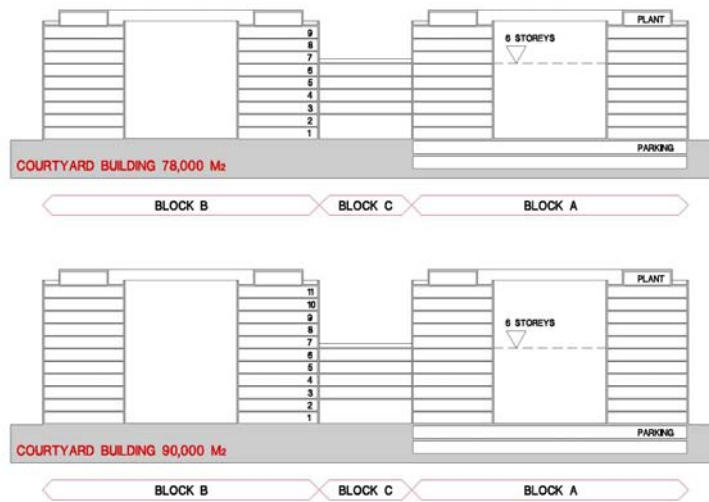 PLANT
9
8
7
6
5
4
3
2
1
6 STOREYS
PARKING
COURTYARD BUILDING 78,000 M2
BLOCK B
BLOCK C
BLOCK A
PLANT
11
10
9
8
7
6
5
4
3
2
1
6 STOREYS
PARKING
COURTYARD BUILDING 90,000 M2
BLOCK B
BLOCK C
BLOCK A